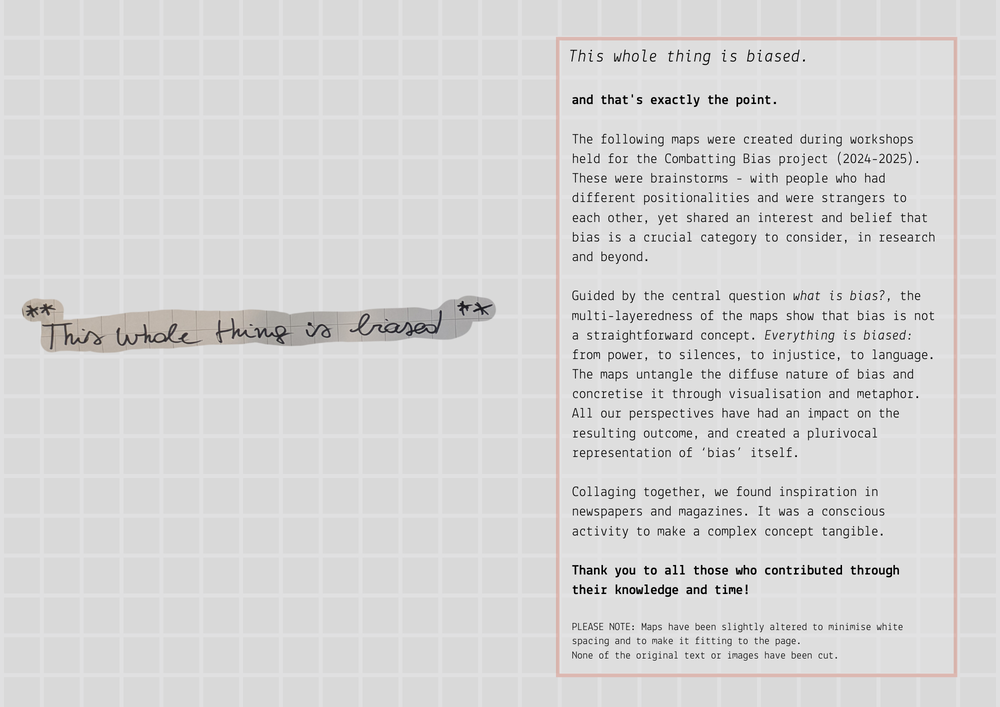 ** This whole thing is biased **
This whole thing is biased.
and that's exactly the point.
The following maps were created during workshops
held for the Combatting Bias project (2024-2025).
These were brainstorms - with people who had
different positionalities and were strangers to
each other, yet shared an interest and belief that
bias is a crucial category to consider, in research
and beyond.
Guided by the central question what is bias?, the
multi-layeredness of the maps show that bias is not
a straightforward concept. Everything is biased:
from power, to silences, to injustice, to language.
The maps untangle the diffuse nature of bias and
concretise it through visualisation and metaphor.
All our perspectives have had an impact on the
resulting outcome, and created a plurivocal
representation of ‘bias’ itself.
Collaging together, we found inspiration in
newspapers and magazines. It was a conscious
activity to make a complex concept tangible.
Thank you to all those who contributed through
their knowledge and time!
PLEASE NOTE: Maps have been slightly altered to minimise white
spacing and to make it fitting to the page.
None of the original text or images have been cut.